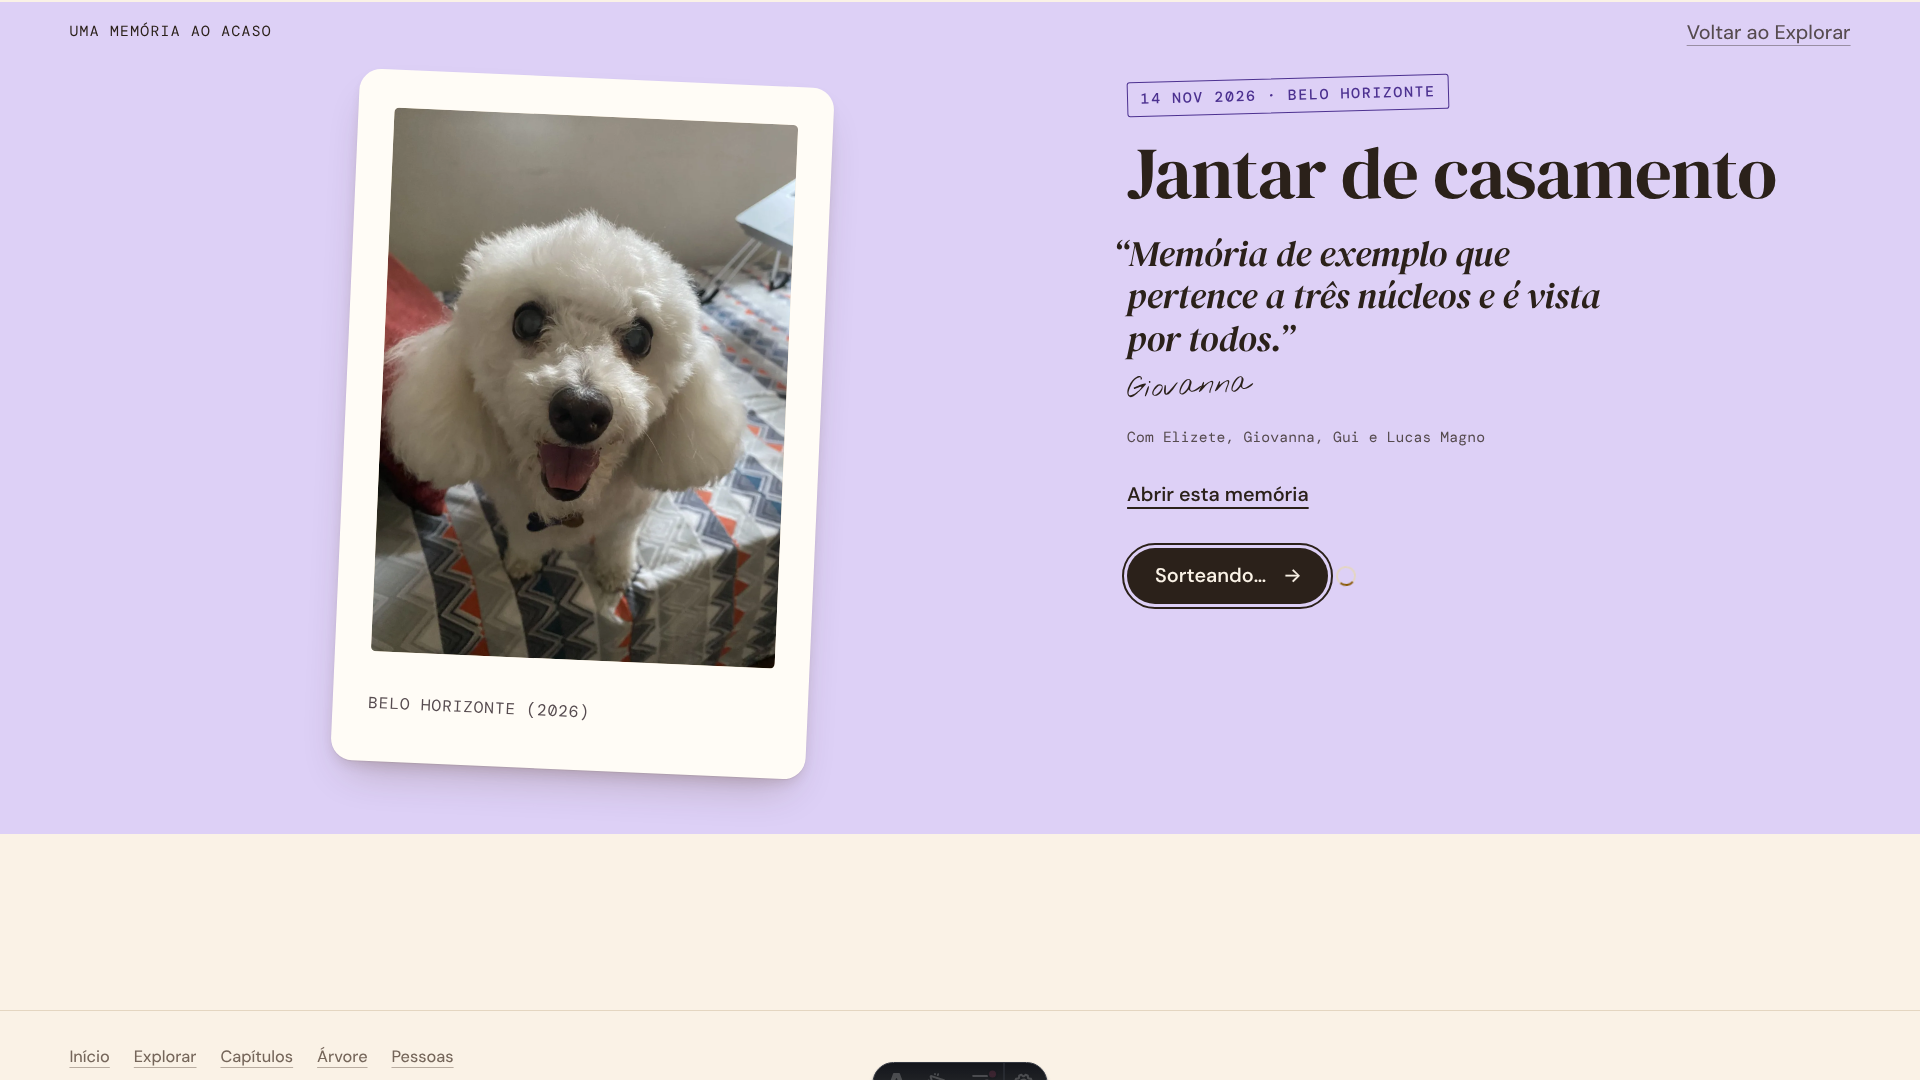 UMA MEMÓRIA AO ACASO
Voltar ao Explorar
14 NOV 2026 · BELO HORIZONTE
Jantar de casamento
“Memória de exemplo que
pertence a três núcleos e é vista
por todos.”
Giovanna
Com Elizete, Giovanna, Gui e Lucas Magno
Abrir esta memória
Sorteando... →
BELO HORIZONTE (2026)
Início Explorar Capítulos Árvore Pessoas